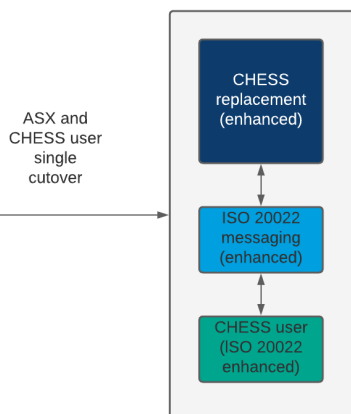 ASX and
CHESS user
single
cutover
CHESS
replacement
(enhanced)
ISO 20022
messaging
(enhanced)
CHESS user
(ISO 20022
enhanced)